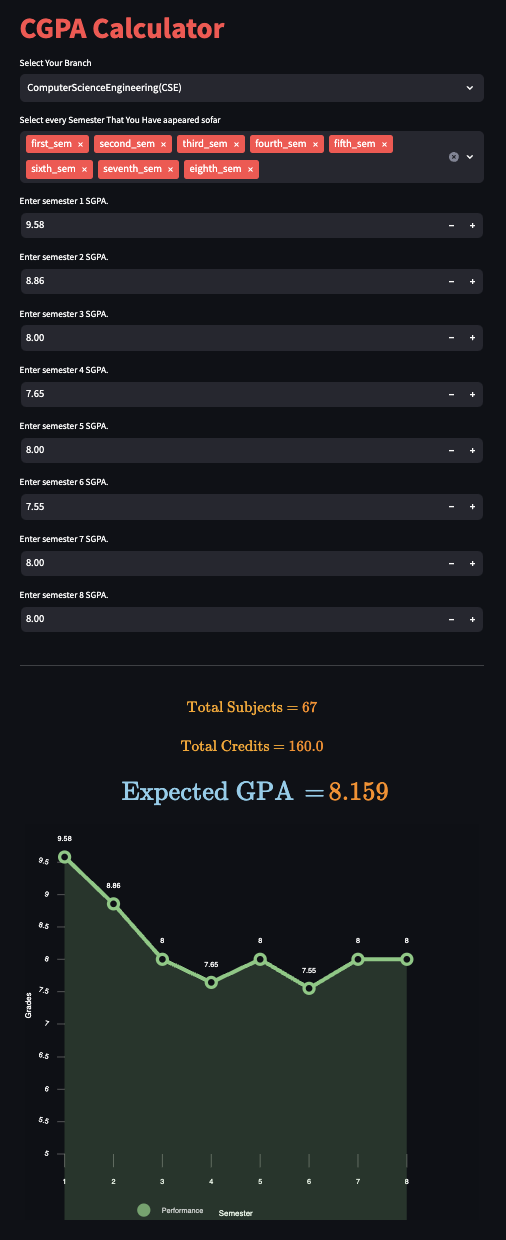 CGPA Calculator
Select Your Branch
ComputerScienceEngineering(CSE)
Select every Semester That You Have aapeared sofar
first_sem × second_sem × third_sem × fourth_sem × fifth_sem ×
sixth_sem × seventh_sem × eighth_sem ×
Enter semester 1 SGPA.
9.58 − +
Enter semester 2 SGPA.
8.86 − +
Enter semester 3 SGPA.
8.00 − +
Enter semester 4 SGPA.
7.65 − +
Enter semester 5 SGPA.
8.00 − +
Enter semester 6 SGPA.
7.55 − +
Enter semester 7 SGPA.
8.00 − +
Enter semester 8 SGPA.
8.00 − +
Total Subjects = 67
Total Credits = 160.0
Expected GPA = 8.159
9.58
9.5
9
8.86
8.5
8 8 8 8 8
7.65
7.55
7.5
Grades
7
6.5
6
5.5
5
1 2 3 4 5 6 7 8
Performance Semester